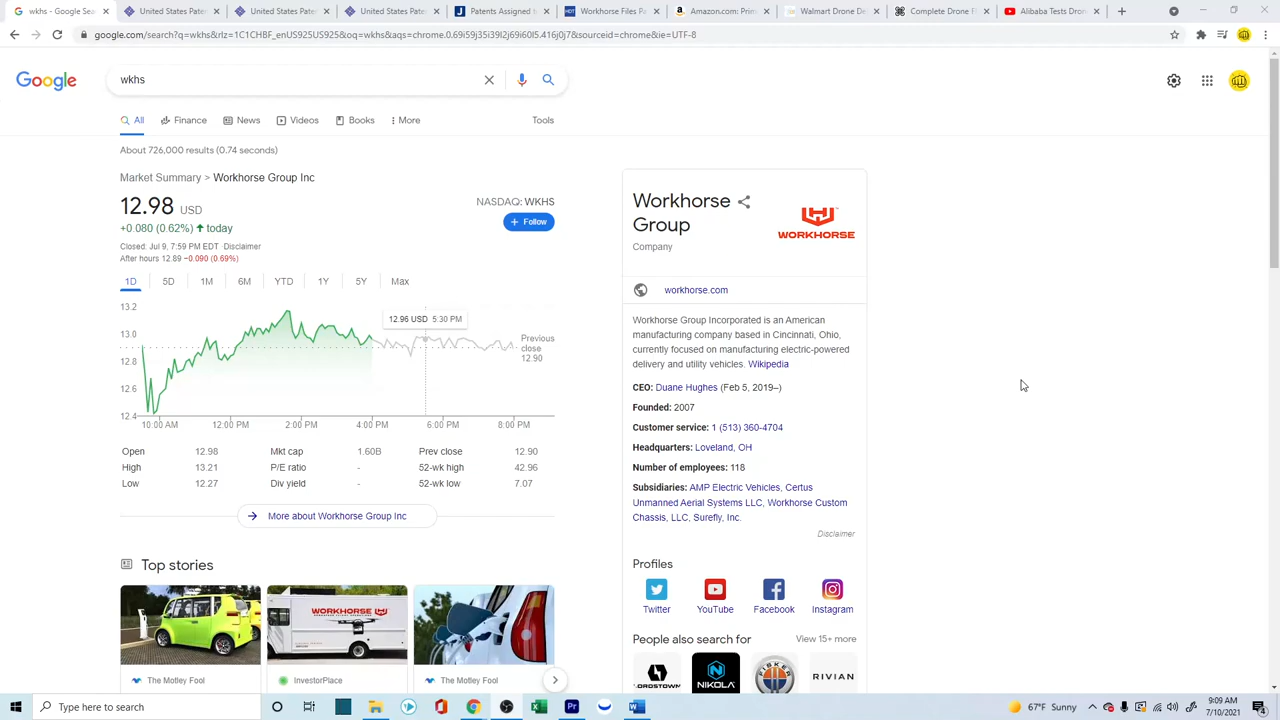 wkhs - Google Sea
United States Pate
United States Pate
United States Pate
Patents Assigned t
Workhorse Files Pa
Amazon.com: Prim
Walmart Drone De
Complete Drone F
Alibaba Tests Dron
google.com/search?q=wkhs&rlz=1C1CHBF_enUS925US925&oq=wkhs&aqs=chrome.0.69i59j35i39l2j69i60l5.416j0j7&sourceid=chrome&ie=UTF-8
Google
wkhs
All
Finance
News
Videos
Books
More
Tools
About 726,000 results (0.74 seconds)
Market Summary > Workhorse Group Inc
12.98 USD
NASDAQ: WKHS
+ Follow
+0.080 (0.62%) ↑ today
Closed: Jul 9, 7:59 PM EDT · Disclaimer
After hours 12.89 −0.090 (0.69%)
1D
5D
1M
6M
YTD
1Y
5Y
Max
13.2
13.0
12.8
12.6
12.4
12.96 USD 5:30 PM
Previous
close
12.90
10:00 AM
12:00 PM
2:00 PM
4:00 PM
6:00 PM
8:00 PM
Open 12.98 Mkt cap 1.60B Prev close 12.90
High 13.21 P/E ratio - 52-wk high 42.96
Low 12.27 Div yield - 52-wk low 7.07
More about Workhorse Group Inc
Top stories
WORKHORSE
The Motley Fool
InvestorPlace
The Motley Fool
Workhorse
Group
Company
WORKHORSE
workhorse.com
Workhorse Group Incorporated is an American
manufacturing company based in Cincinnati, Ohio,
currently focused on manufacturing electric-powered
delivery and utility vehicles. Wikipedia
CEO: Duane Hughes (Feb 5, 2019–)
Founded: 2007
Customer service: 1 (513) 360-4704
Headquarters: Loveland, OH
Number of employees: 118
Subsidiaries: AMP Electric Vehicles, Certus
Unmanned Aerial Systems LLC, Workhorse Custom
Chassis, LLC, Surefly, Inc.
Disclaimer
Profiles
Twitter
YouTube
Facebook
Instagram
People also search for
View 15+ more
LORDSTOWN
NIKOLA
FISKER
RIVIAN
Type here to search
67°F Sunny
9:09 AM
7/10/2021